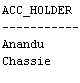 ACC_HOLDER
-----------
Anandu
Chassie